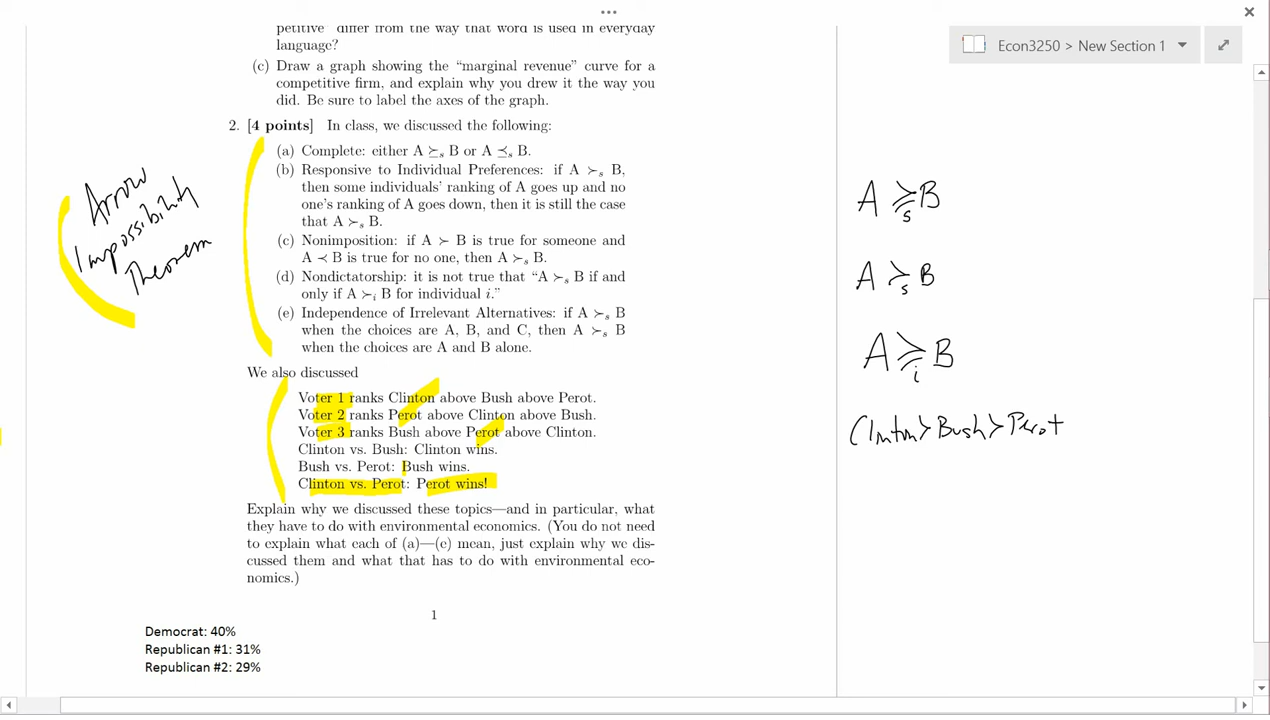 Econ3250 > New Section 1
petitive" differ from the way that word is used in everyday
language?
(c) Draw a graph showing the "marginal revenue" curve for a
competitive firm, and explain why you drew it the way you
did. Be sure to label the axes of the graph.
2. [4 points] In class, we discussed the following:
(a) Complete: either A ⪰s B or A ⪯s B.
(b) Responsive to Individual Preferences: if A ≻s B,
then some individuals' ranking of A goes up and no
one's ranking of A goes down, then it is still the case
that A ≻s B.
(c) Nonimposition: if A ≻ B is true for someone and
A ≺ B is true for no one, then A ≻s B.
(d) Nondictatorship: it is not true that "A ≻s B if and
only if A ≻i B for individual i."
(e) Independence of Irrelevant Alternatives: if A ≻s B
when the choices are A, B, and C, then A ≻s B
when the choices are A and B alone.
We also discussed
Voter 1 ranks Clinton above Bush above Perot.
Voter 2 ranks Perot above Clinton above Bush.
Voter 3 ranks Bush above Perot above Clinton.
Clinton vs. Bush: Clinton wins.
Bush vs. Perot: Bush wins.
Clinton vs. Perot: Perot wins!
Explain why we discussed these topics—and in particular, what
they have to do with environmental economics. (You do not need
to explain what each of (a)—(e) mean, just explain why we dis-
cussed them and what that has to do with environmental eco-
nomics.)
1
Democrat: 40%
Republican #1: 31%
Republican #2: 29%
Arrow
Impossibility
Theorem
A ⪰s B
A ≻s B
A ⪰i B
Clinton > Bush > Perot